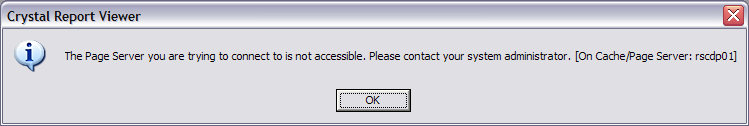 Crystal Report Viewer
The Page Server you are trying to connect to is not accessible. Please contact your system administrator. [On Cache/Page Server: rscdp01]
OK